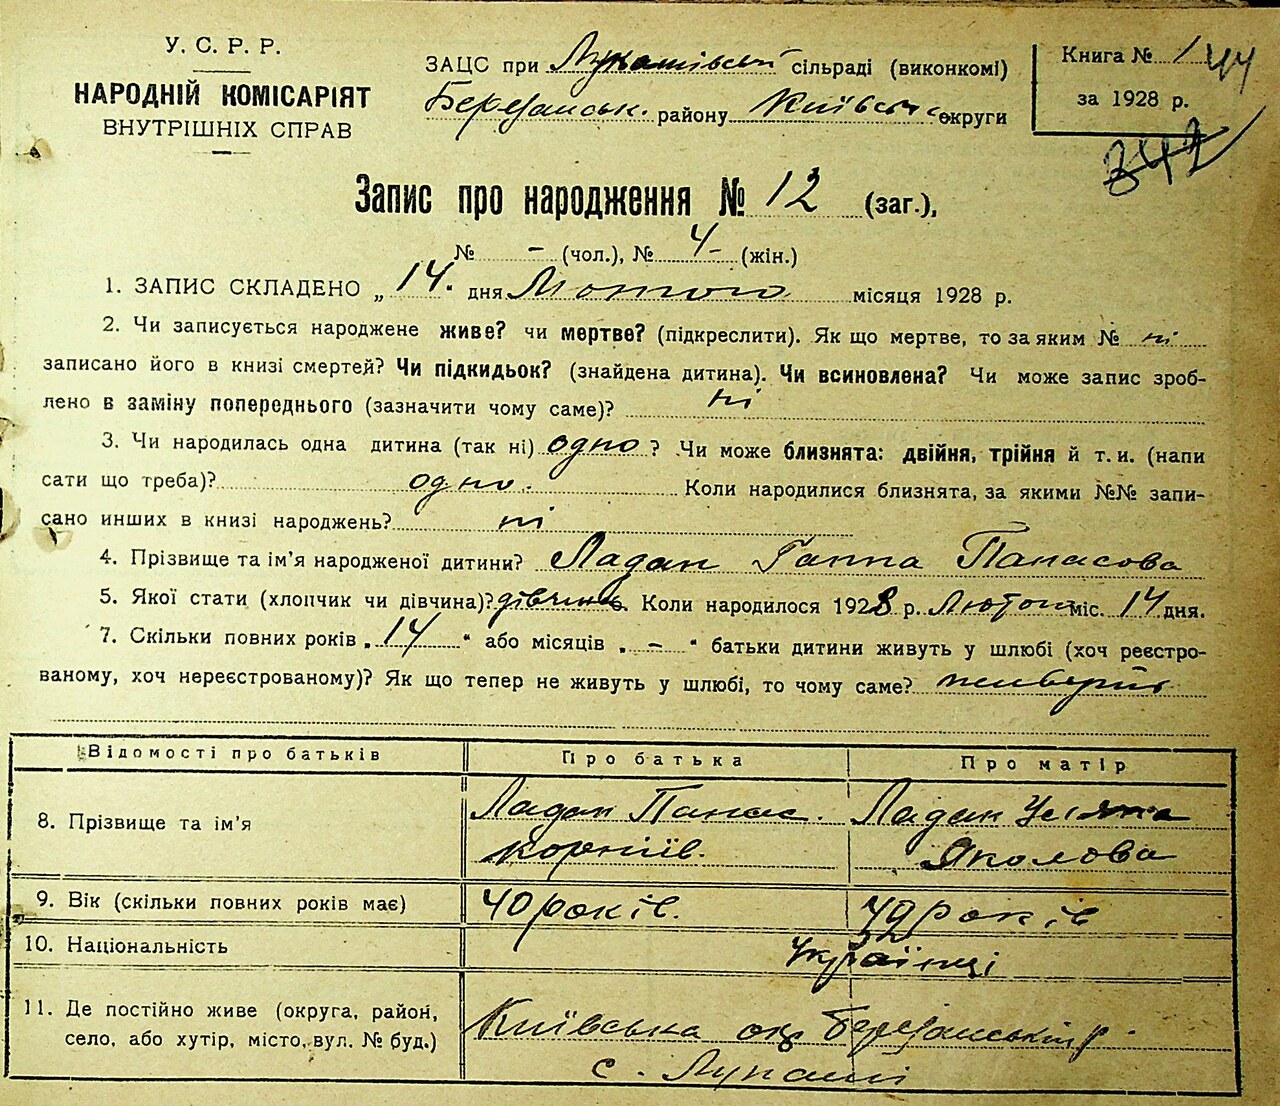 У. С. Р. Р.
НАРОДНІЙ КОМІСАРІЯТ
ВНУТРІШНІХ СПРАВ
ЗАЦС при Лукашівській сільраді (виконкомі)
Березанськ. району Київськ округи
Книга № 1 44
за 1928 р.
342
Запис про народження № 12 (заг.),
№ – (чол.), № 4- (жін.)
1. ЗАПИС СКЛАДЕНО „ 14 " дня Лютого місяця 1928 р.
2. Чи записується народжене живе? чи мертве? (підкреслити). Як що мертве, то за яким № ні
записано його в книзі смертей? Чи підкидьок? (знайдена дитина). Чи всиновлена? Чи може запис зроб-
лено в заміну попереднього (зазначити чому саме)? ні
3. Чи народилась одна дитина (так ні) одно ? Чи може близнята: двійня, трійня й т. и. (напи
сати що треба)? одно. Коли народилися близнята, за якими №№ запи-
сано инших в книзі народжень? ні
4. Прізвище та ім'я народженої дитини? Ладан Ганна Панасова
5. Якої стати (хлопчик чи дівчина)? дівчина Коли народилося 1928 р. Лютого міс. 14 дня.
7. Скільки повних років „ 14 " або місяців „ – " батьки дитини живуть у шлюбі (хоч реєстро-
ваному, хоч нереєстрованому)? Як що тепер не живуть у шлюбі, то чому саме?
Відомості про батьків Про батька Про матір
8. Прізвище та ім'я Ладан Панас Ладан Уляна
Корніїв. Яколова
9. Вік (скільки повних років має) 40 років. років
10. Національність Українці
11. Де постійно живе (округа, район, Київська окр Березанський р.
село, або хутір, місто, вул. № буд.) с. Лукаші